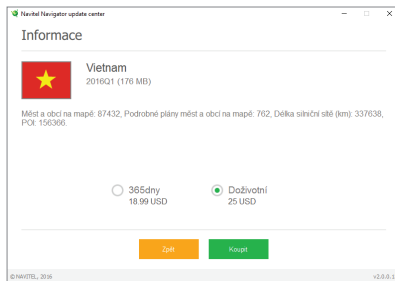 Navitel Navigator update center
Informace
Vietnam
2016Q1 (176 MB)
Měst a obcí na mapě: 87432, Podrobné plány měst a obcí na mapě: 762, Délka silniční sítě (km): 337638,
POI: 156366.
365dny
18.99 USD
Doživotní
25 USD
Zpět
Koupit
© NAVITEL, 2016
v2.0.0.1